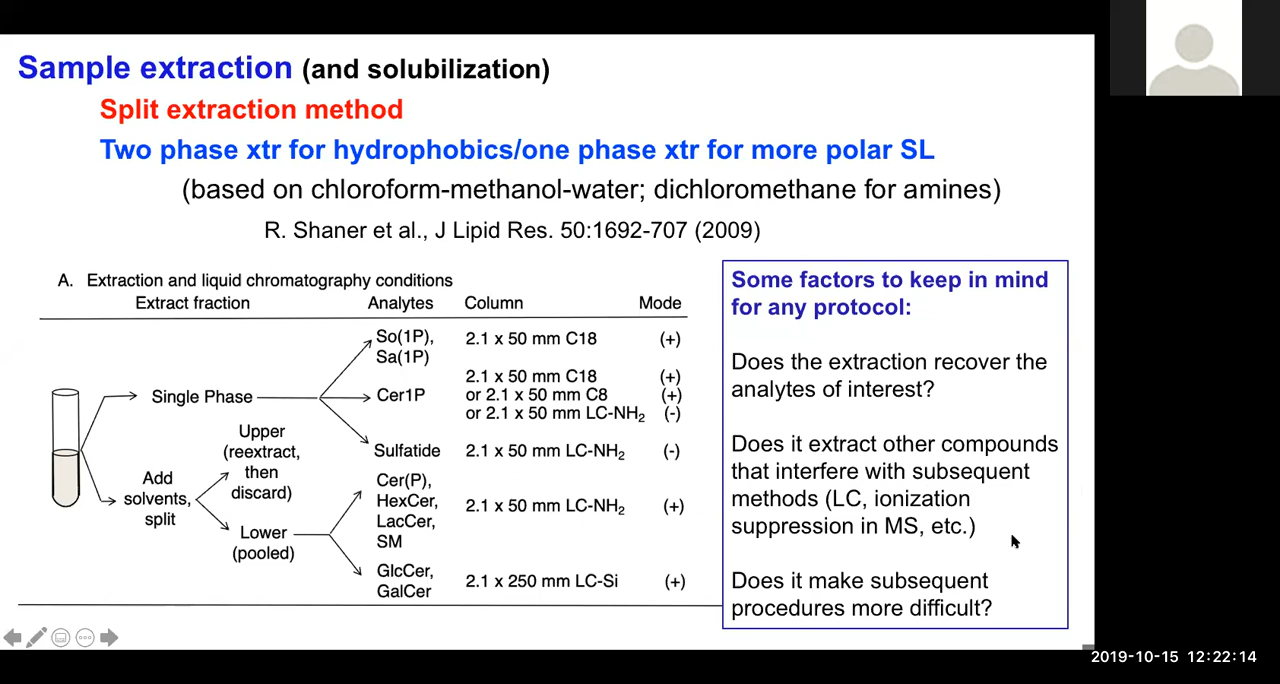 Sample extraction (and solubilization)
Split extraction method
Two phase xtr for hydrophobics/one phase xtr for more polar SL
(based on chloroform-methanol-water; dichloromethane for amines)
R. Shaner et al., J Lipid Res. 50:1692-707 (2009)
A. Extraction and liquid chromatography conditions
Extract fraction Analytes Column Mode
So(1P), 2.1 x 50 mm C18 (+)
Sa(1P)
2.1 x 50 mm C18 (+)
Single Phase Cer1P or 2.1 x 50 mm C8 (+)
or 2.1 x 50 mm LC-NH2 (-)
Upper
(reextract,
then
discard)
Sulfatide 2.1 x 50 mm LC-NH2 (-)
Add
solvents,
split
Cer(P),
HexCer,
LacCer,
SM
2.1 x 50 mm LC-NH2 (+)
Lower
(pooled)
GlcCer,
GalCer
2.1 x 250 mm LC-Si (+)
Some factors to keep in mind
for any protocol:
Does the extraction recover the
analytes of interest?
Does it extract other compounds
that interfere with subsequent
methods (LC, ionization
suppression in MS, etc.)
Does it make subsequent
procedures more difficult?
2019-10-15 12:22:14